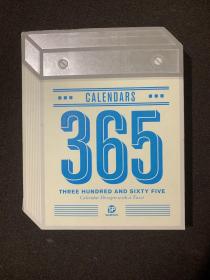 CALENDARS
365
THREE HUNDRED AND SIXTY FIVE
Calendar Designs with a Twist